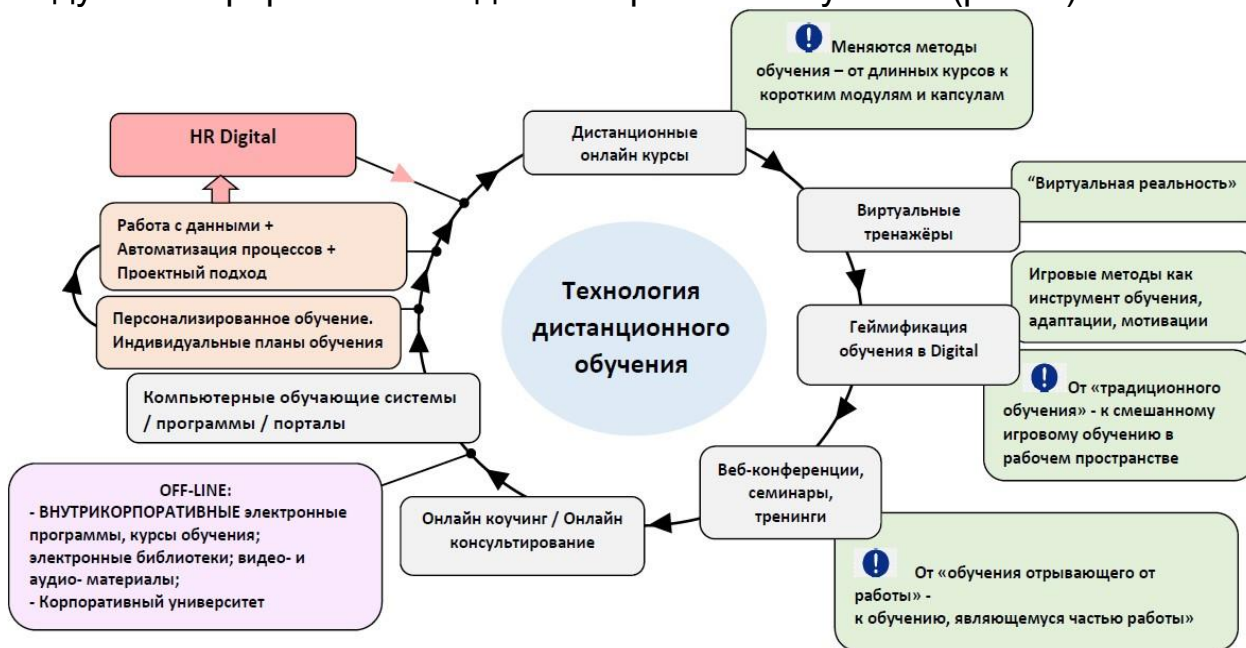 Меняются методы
обучения – от длинных курсов к
коротким модулям и капсулам
HR Digital
Дистанционные
онлайн курсы
“Виртуальная реальность»
Виртуальные
тренажёры
Работа с данными +
Автоматизация процессов +
Проектный подход
Технология
дистанционного
обучения
Игровые методы как
инструмент обучения,
адаптации, мотивации
Персонализированное обучение.
Индивидуальные планы обучения
Геймификация
обучения в Digital
Компьютерные обучающие системы
/ программы / порталы
От «традиционного
обучения» - к смешанному
игровому обучению в
рабочем пространстве
Веб-конференции,
семинары,
тренинги
OFF-LINE:
- ВНУТРИКОРПОРАТИВНЫЕ электронные
программы, курсы обучения;
электронные библиотеки; видео- и
аудио- материалы;
- Корпоративный университет
Онлайн коучинг / Онлайн
консультирование
От «обучения отрывающего от
работы» -
к обучению, являющемуся частью работы»